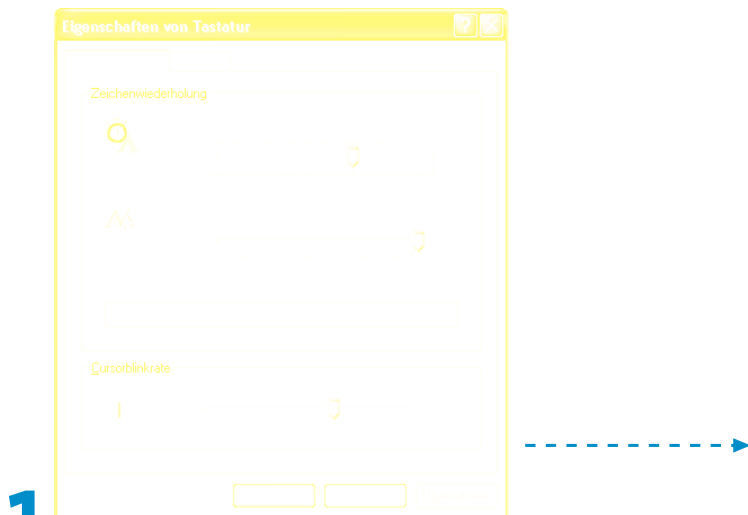 Eigenschaften von Tastatur
Zeichenwiederholung
Cursorblinkrate
1